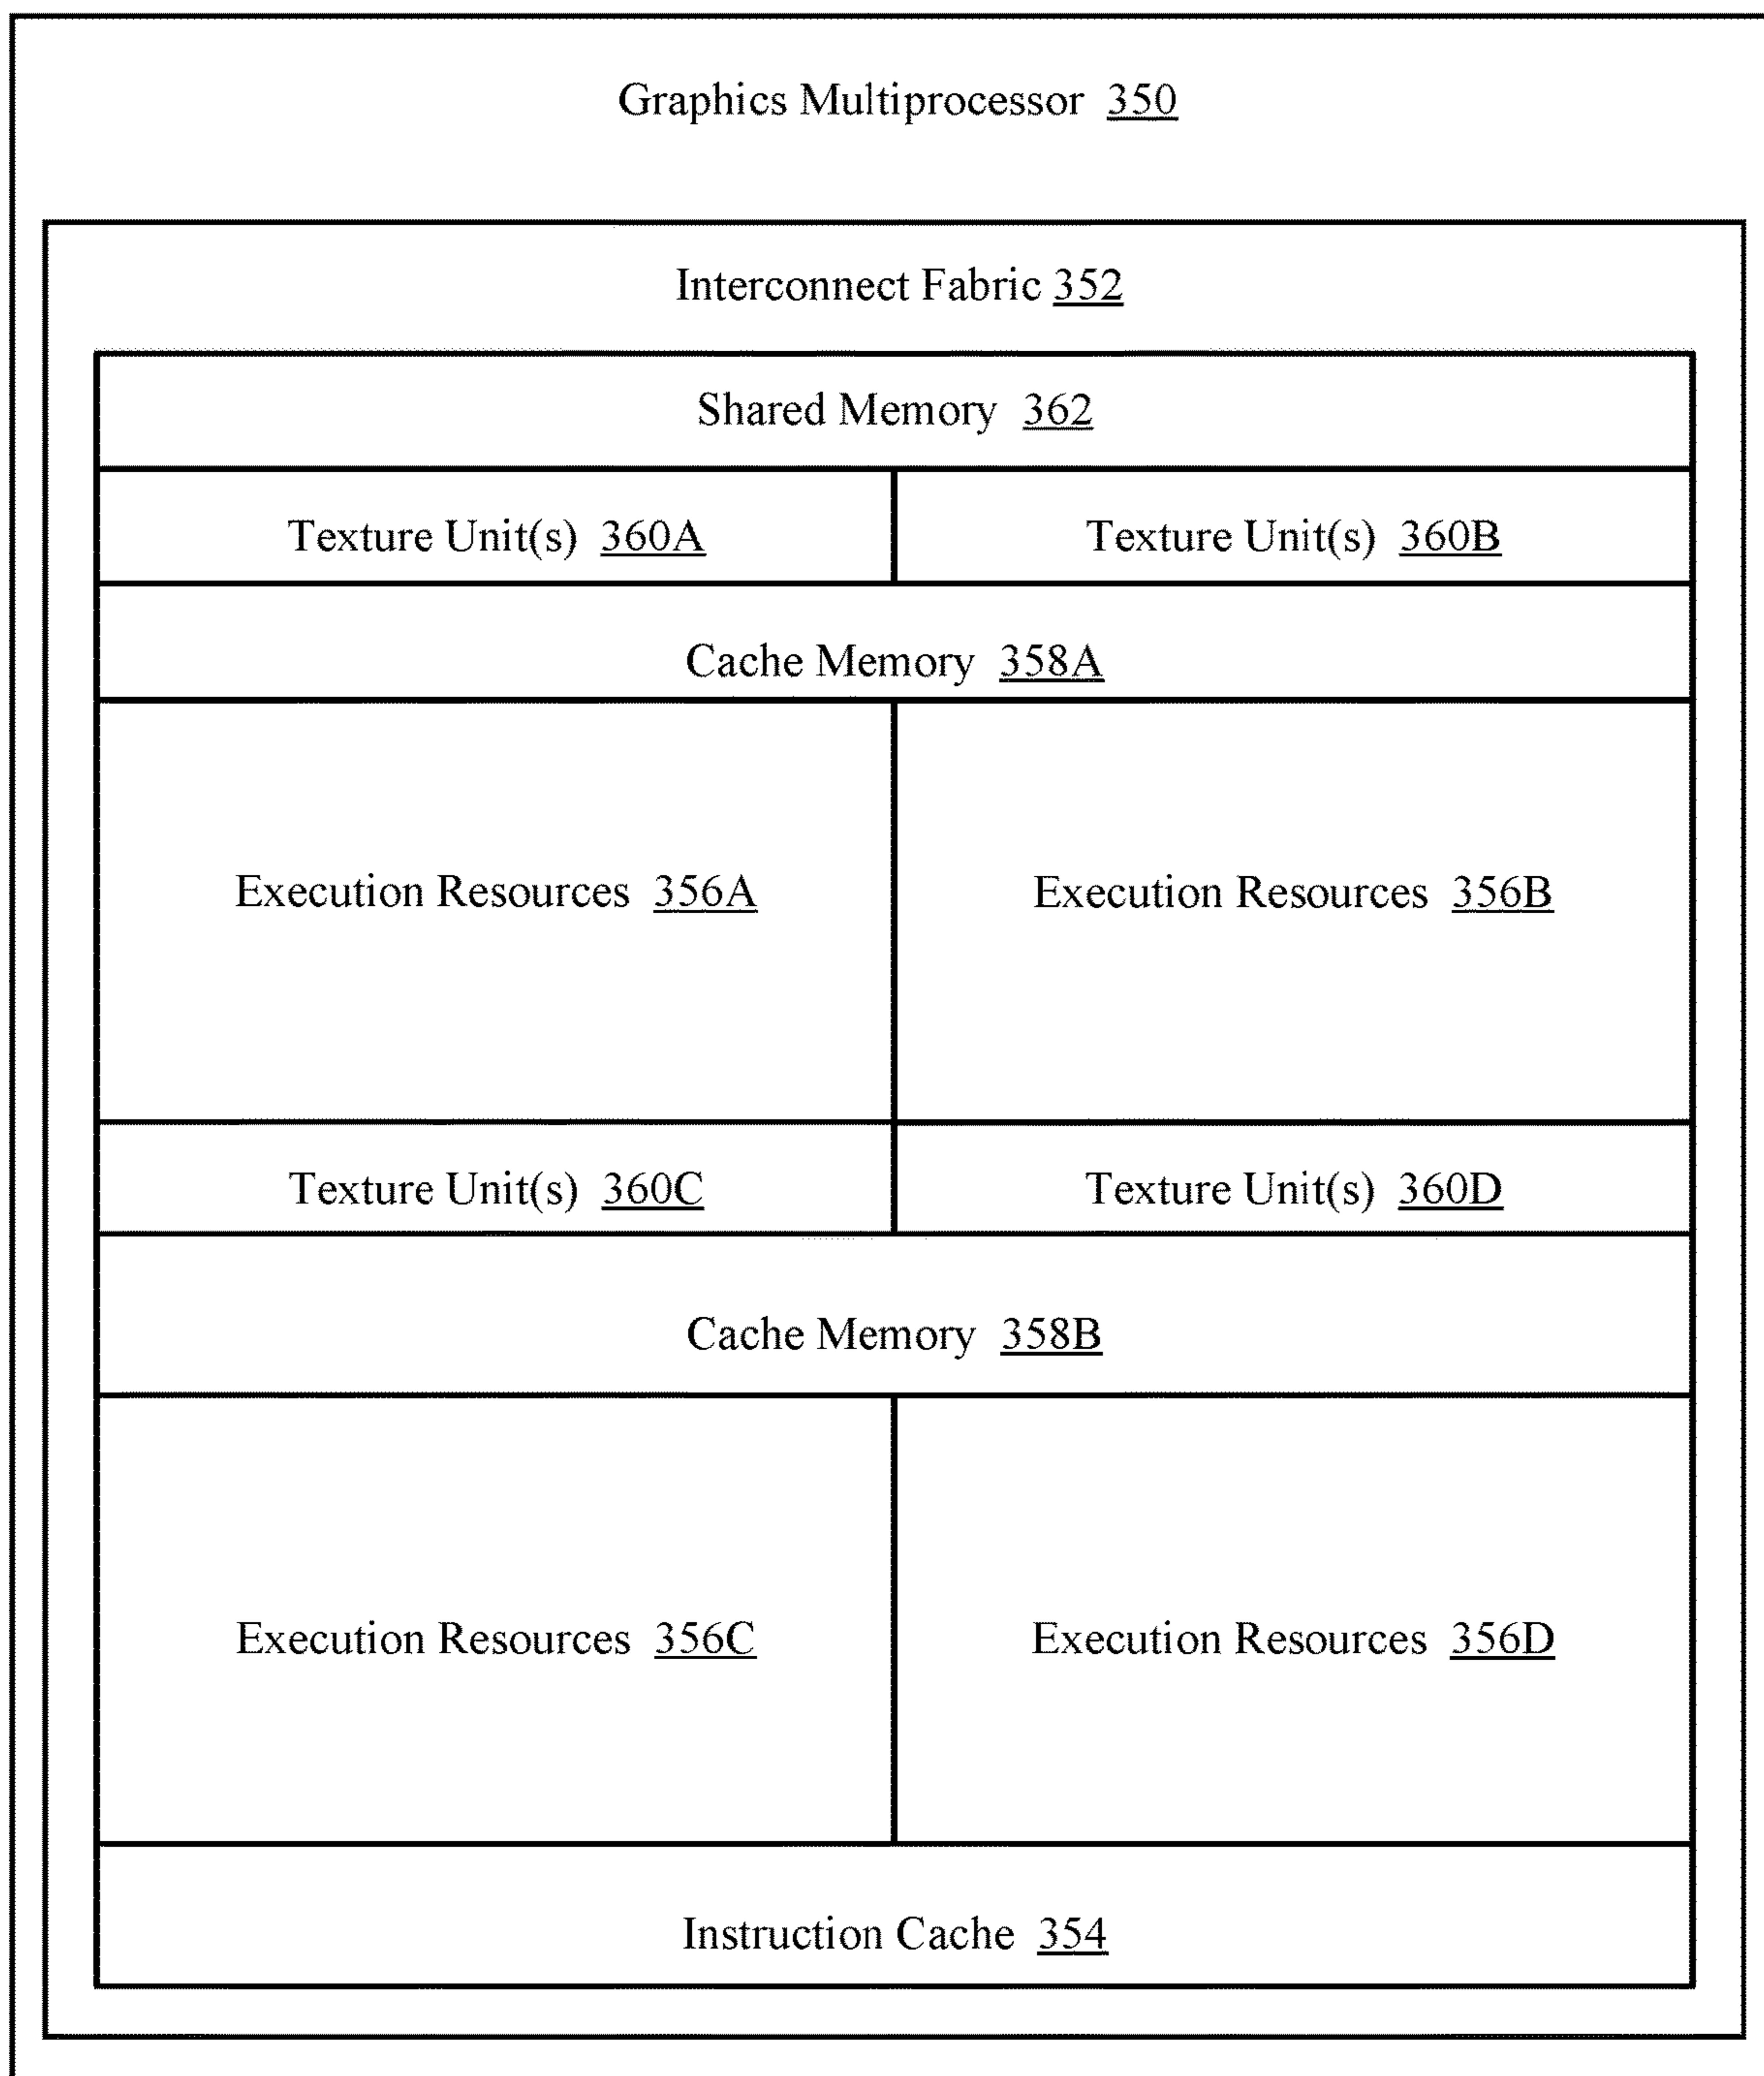 Graphics Multiprocessor 350
Interconnect Fabric 352
Shared Memory 362
Texture Unit(s) 360A
Texture Unit(s) 360B
Cache Memory 358A
Execution Resources 356A
Execution Resources 356B
Texture Unit(s) 360C
Texture Unit(s) 360D
Cache Memory 358B
Execution Resources 356C
Execution Resources 356D
Instruction Cache 354